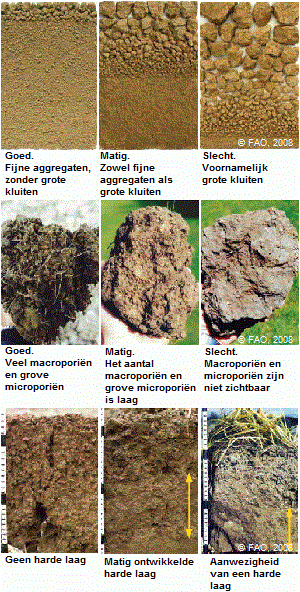 © FAO, 2008
Goed.
Fijne aggregaten,
zonder grote
kluiten
Matig.
Zowel fijne
aggregaten als
grote kluiten
Slecht.
Voornamelijk
grote kluiten
© FAO, 2008
Goed.
Veel macroporiën
en grove
microporiën
Matig.
Het aantal
macroporiën en
grove microporiën
is laag
Slecht.
Macroporiën en
microporiën zijn
niet zichtbaar
© FAO, 2008
Geen harde laag
Matig ontwikkelde
harde laag
Aanwezigheid
van een harde
laag